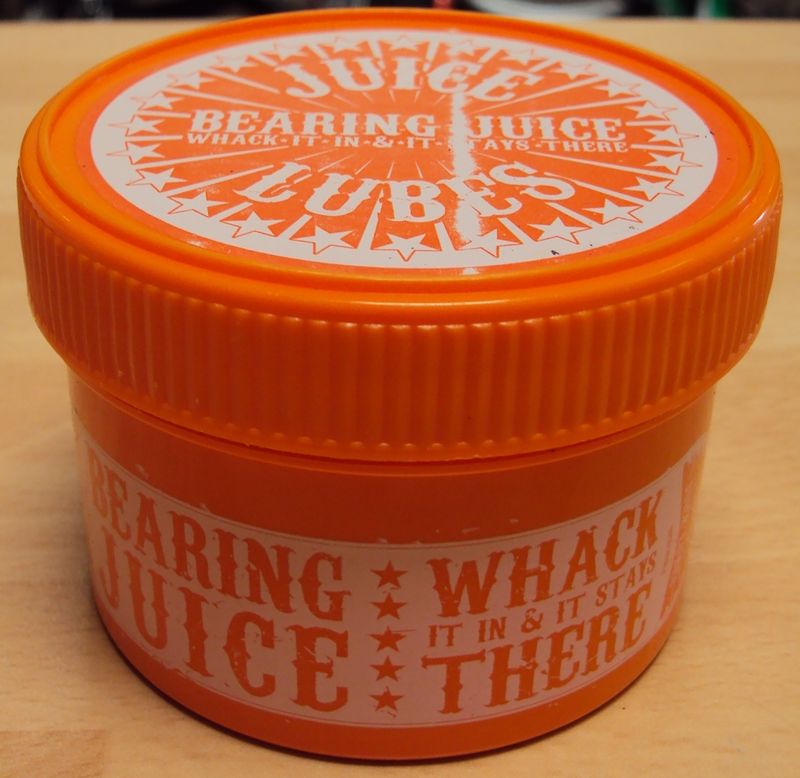 JUICE
BEARING JUICE
WHACK·IT·IN·&·IT·STAYS·THERE
LUBES
BEARING
JUICE
WHACK
IT IN & IT STAYS
THERE